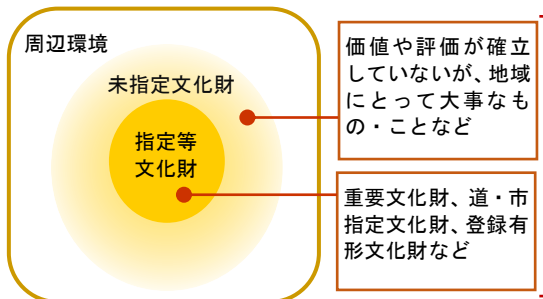 周辺環境
未指定文化財
指定等
文化財
価値や評価が確立
していないが、地域
にとって大事なも
の・ことなど
重要文化財、道・市
指定文化財、登録有
形文化財など